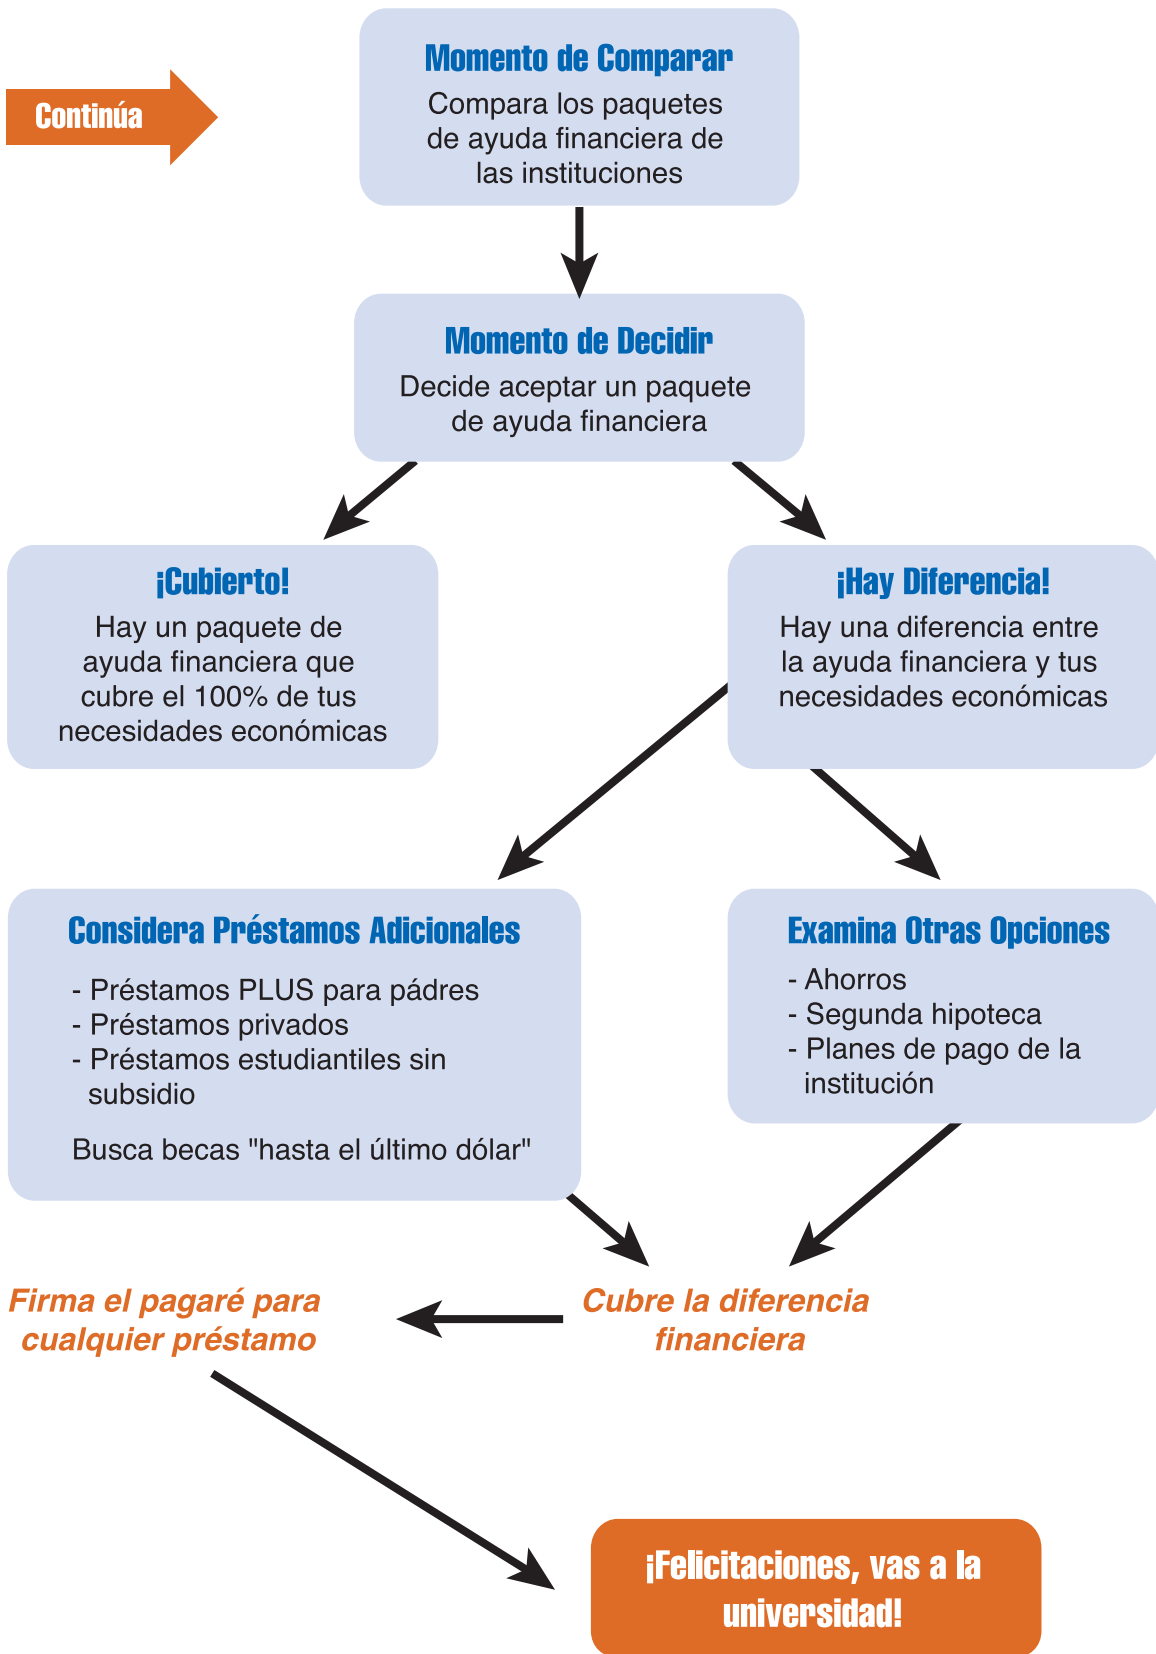 Continúa
Momento de Comparar
Compara los paquetes
de ayuda financiera de
las instituciones
Momento de Decidir
Decide aceptar un paquete
de ayuda financiera
¡Cubierto!
Hay un paquete de
ayuda financiera que
cubre el 100% de tus
necesidades económicas
¡Hay Diferencia!
Hay una diferencia entre
la ayuda financiera y tus
necesidades económicas
Considera Préstamos Adicionales
- Préstamos PLUS para pádres
- Préstamos privados
- Préstamos estudiantiles sin
subsidio
Busca becas "hasta el último dólar"
Examina Otras Opciones
- Ahorros
- Segunda hipoteca
- Planes de pago de la
institución
Cubre la diferencia
financiera
Firma el pagaré para
cualquier préstamo
¡Felicitaciones, vas a la
universidad!